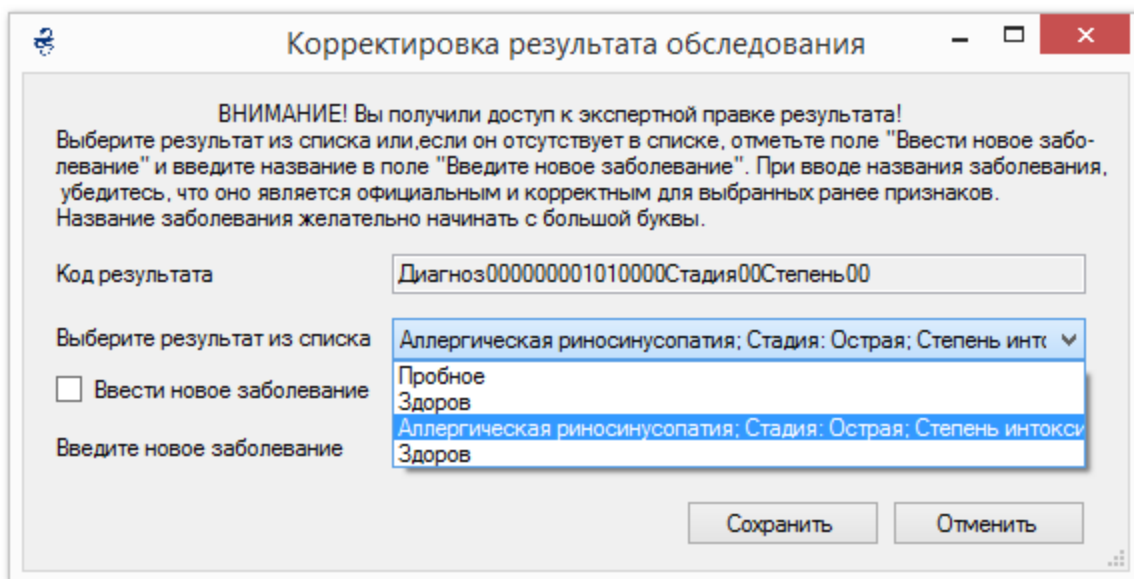 Корректировка результата обследования
ВНИМАНИЕ! Вы получили доступ к экспертной правке результата!
Выберите результат из списка или,если он отсутствует в списке, отметьте поле "Ввести новое забо-
левание" и введите название в поле "Введите новое заболевание". При вводе названия заболевания,
убедитесь, что оно является официальным и корректным для выбранных ранее признаков.
Название заболевания желательно начинать с большой буквы.
Код результата
Диагноз000000001010000Стадия00Степень00
Выберите результат из списка
Аллергическая риносинусопатия; Стадия: Острая; Степень инто
Пробное
Ввести новое заболевание
Здоров
Аллергическая риносинусопатия; Стадия: Острая; Степень интокси
Введите новое заболевание
Здоров
Сохранить
Отменить